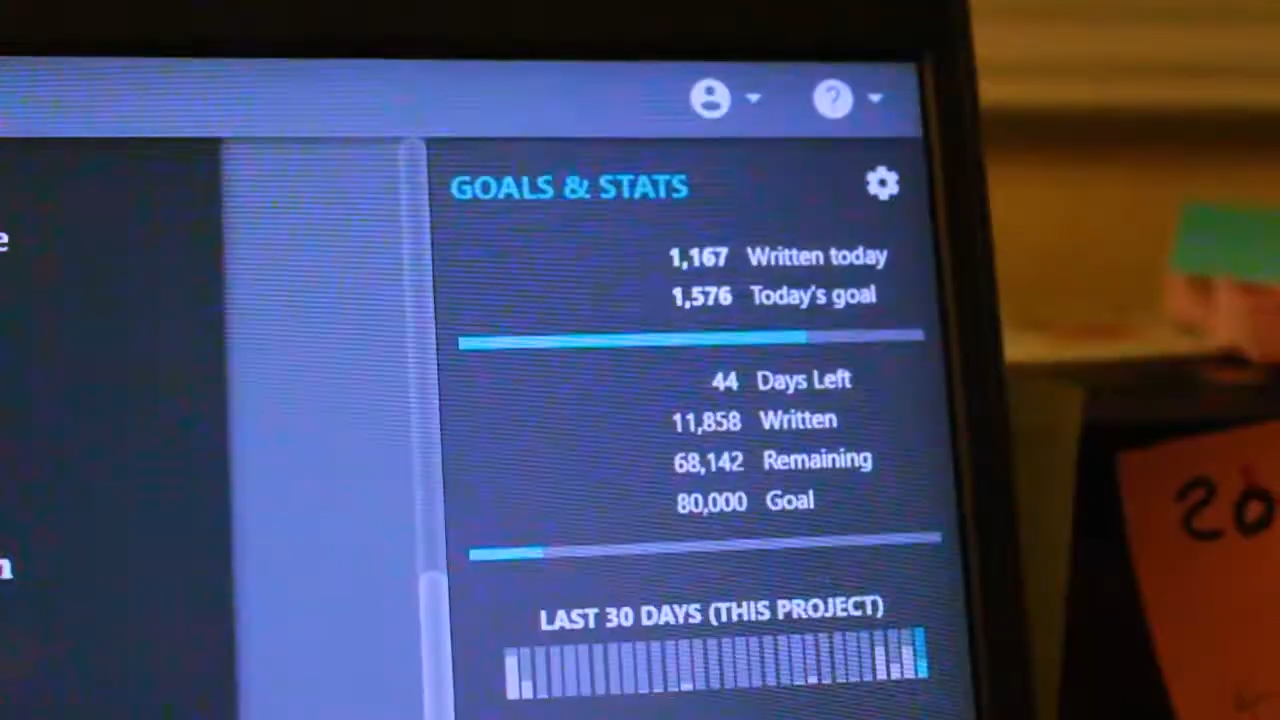 ?
GOALS & STATS
e
1,167 Written today
1,576 Today's goal
44 Days Left
11,858 Written
68,142 Remaining
80,000 Goal
20
n
LAST 30 DAYS (THIS PROJECT)